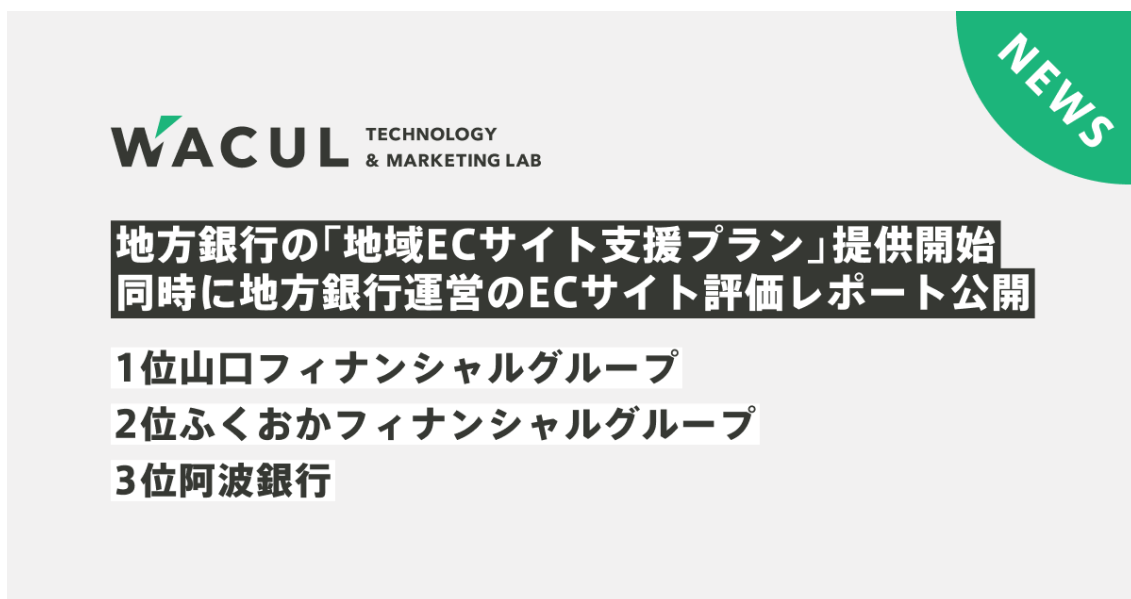 NEWS
WACUL TECHNOLOGY
& MARKETING LAB
地方銀行の「地域ECサイト支援プラン」提供開始
同時に地方銀行運営のECサイト評価レポート公開
1位山口フィナンシャルグループ
2位ふくおかフィナンシャルグループ
3位阿波銀行